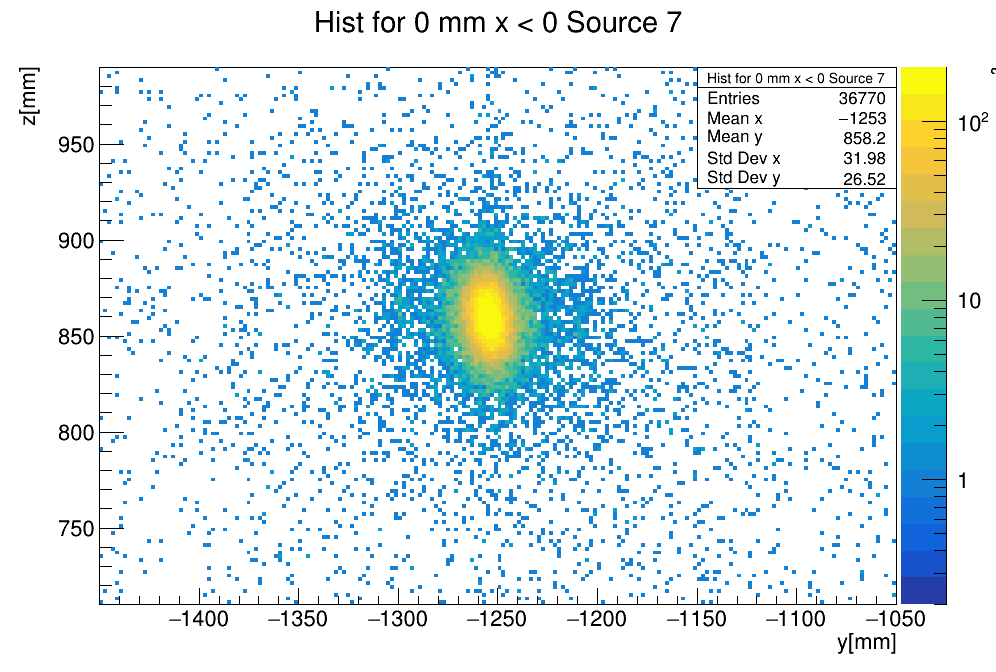 Hist for 0 mm x < 0 Source 7
z[mm]
Hist for 0 mm x < 0 Source 7
Entries 36770
Mean x −1253
Mean y 858.2
Std Dev x 31.98
Std Dev y 26.52
950
900
850
800
750
10²
10
1
−1400 −1350 −1300 −1250 −1200 −1150 −1100 −1050
y[mm]